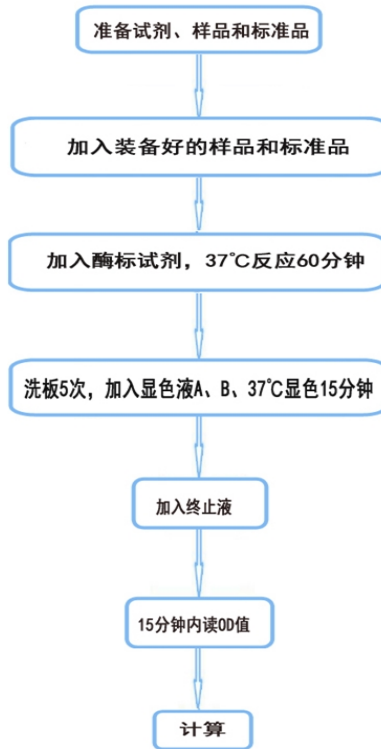 准备试剂、样品和标准品
加入装备好的样品和标准品
加入酶标试剂，37℃反应60分钟
洗板5次，加入显色液A、B、37℃显色15分钟
加入终止液
15分钟内读OD值
计算